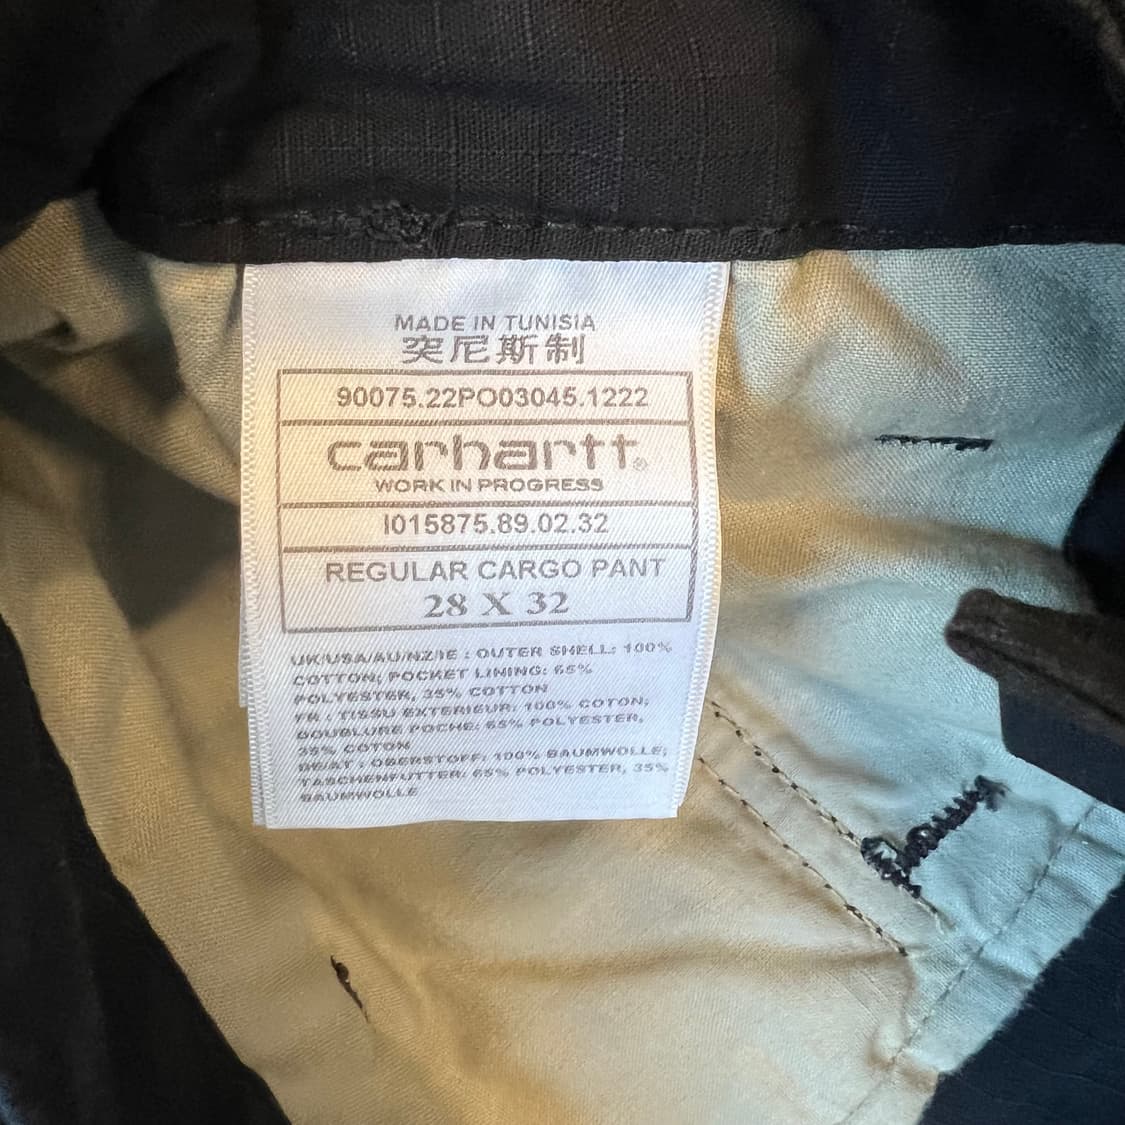 MADE IN TUNISIA
突尼斯制
90075.22PO03045.1222
carhartt®
WORK IN PROGRESS
I015875.89.02.32
REGULAR CARGO PANT
28 X 32
UK/USA/AU/NZ/IE : OUTER SHELL: 100%
COTTON; POCKET LINING: 65%
POLYESTER, 35% COTTON
FR : TISSU EXTERIEUR: 100% COTON;
DOUBLURE POCHE: 65% POLYESTER,
35% COTON
DE/AT : OBERSTOFF: 100% BAUMWOLLE;
TASCHENFUTTER: 65% POLYESTER, 35%
BAUMWOLLE